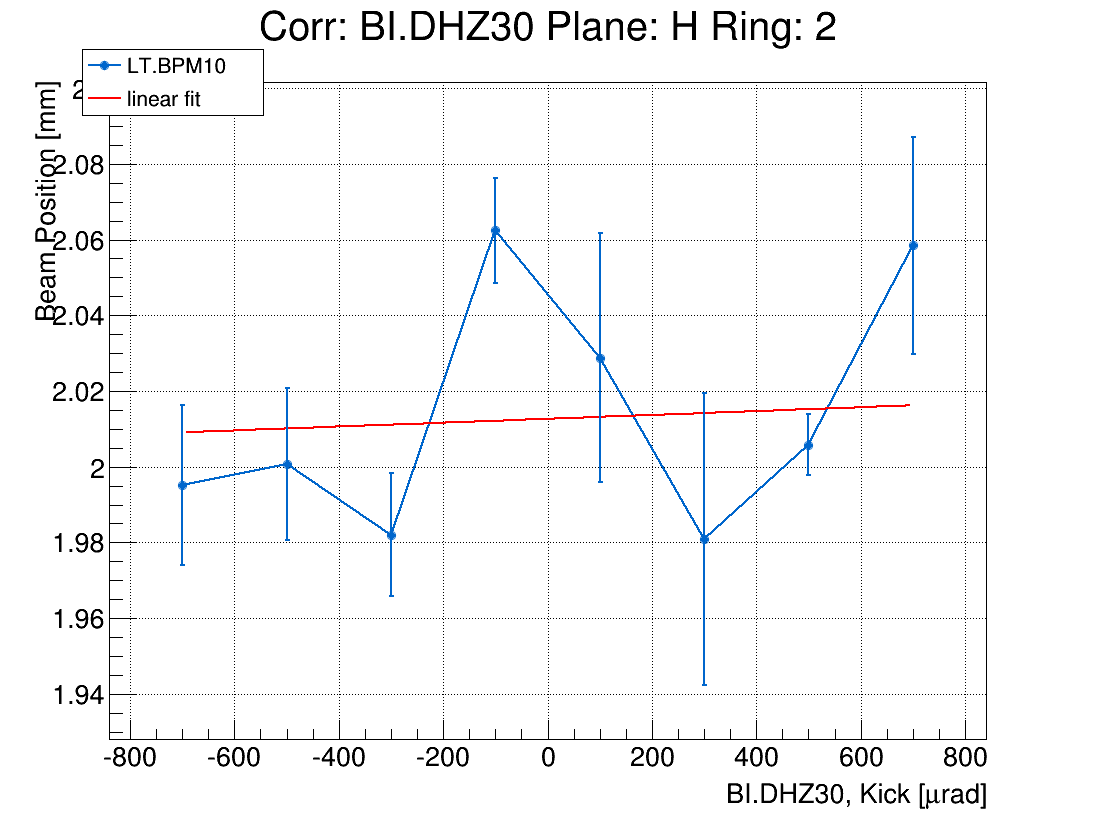 Corr: BI.DHZ30 Plane: H Ring: 2
LT.BPM10
linear fit
Beam Position [mm]
2.08
2.06
2.04
2.02
2
1.98
1.96
1.94
-800 -600 -400 -200 0 200 400 600 800
BI.DHZ30, Kick [μrad]